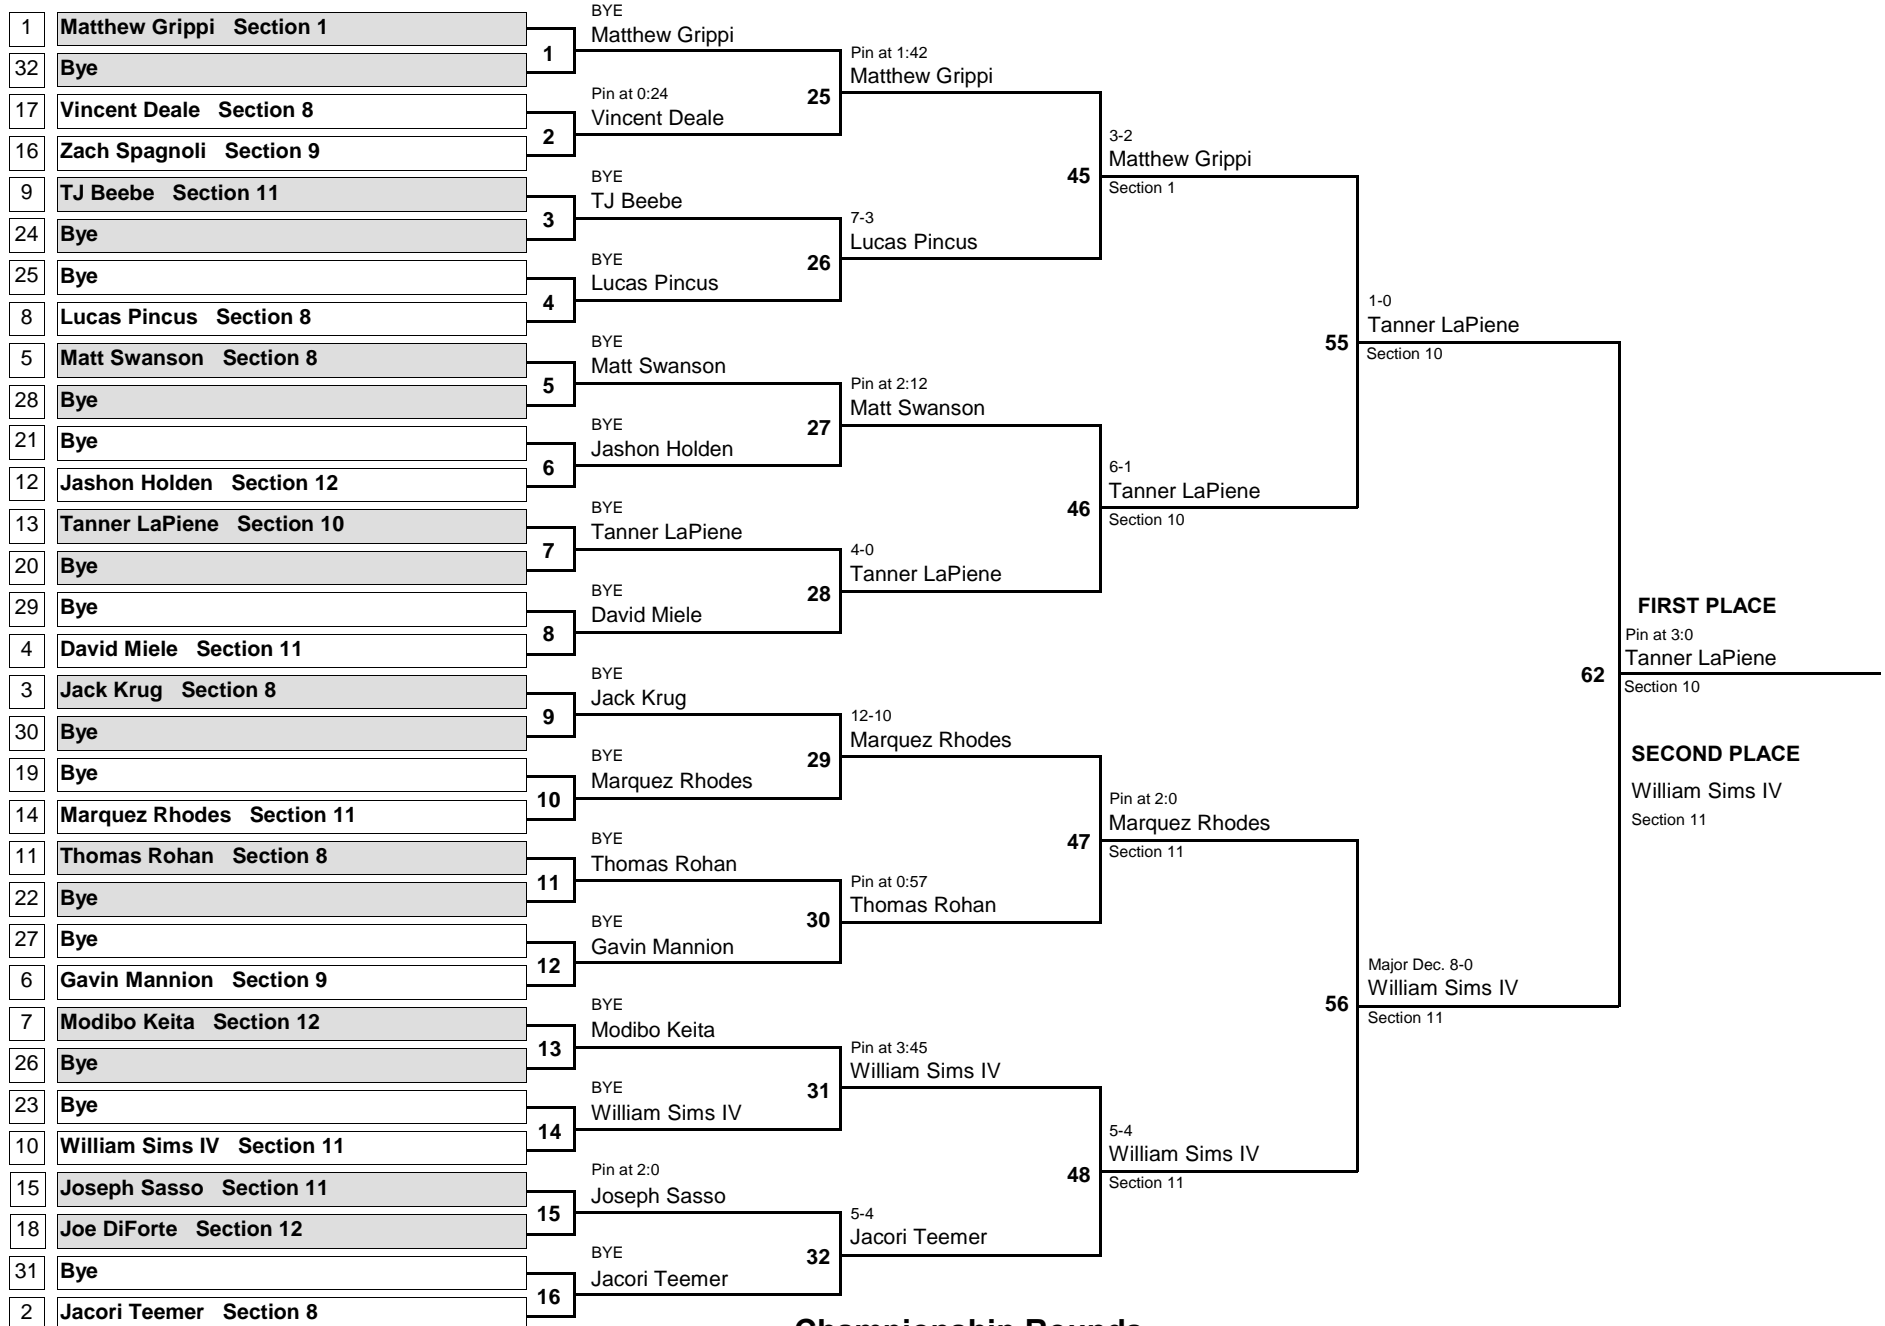 1 Matthew Grippi Section 1
32 Bye
17 Vincent Deale Section 8
16 Zach Spagnoli Section 9
9 TJ Beebe Section 11
24 Bye
25 Bye
8 Lucas Pincus Section 8
5 Matt Swanson Section 8
28 Bye
21 Bye
12 Jashon Holden Section 12
13 Tanner LaPiene Section 10
20 Bye
29 Bye
4 David Miele Section 11
3 Jack Krug Section 8
30 Bye
19 Bye
14 Marquez Rhodes Section 11
11 Thomas Rohan Section 8
22 Bye
27 Bye
6 Gavin Mannion Section 9
7 Modibo Keita Section 12
26 Bye
23 Bye
10 William Sims IV Section 11
15 Joseph Sasso Section 11
18 Joe DiForte Section 12
31 Bye
2 Jacori Teemer Section 8
1
2
3
4
5
6
7
8
9
10
11
12
13
14
15
16
BYE
Matthew Grippi
Pin at 0:24
Vincent Deale
BYE
TJ Beebe
BYE
Lucas Pincus
BYE
Matt Swanson
BYE
Jashon Holden
BYE
Tanner LaPiene
BYE
David Miele
BYE
Jack Krug
BYE
Marquez Rhodes
BYE
Thomas Rohan
BYE
Gavin Mannion
BYE
Modibo Keita
BYE
William Sims IV
Pin at 2:0
Joseph Sasso
BYE
Jacori Teemer
25
26
27
28
29
30
31
32
Pin at 1:42
Matthew Grippi
7-3
Lucas Pincus
Pin at 2:12
Matt Swanson
4-0
Tanner LaPiene
12-10
Marquez Rhodes
Pin at 0:57
Thomas Rohan
Pin at 3:45
William Sims IV
5-4
Jacori Teemer
45
46
47
48
3-2
Matthew Grippi
Section 1
6-1
Tanner LaPiene
Section 10
Pin at 2:0
Marquez Rhodes
Section 11
5-4
William Sims IV
Section 11
55
56
1-0
Tanner LaPiene
Section 10
Major Dec. 8-0
William Sims IV
Section 11
62
FIRST PLACE
Pin at 3:0
Tanner LaPiene
Section 10
SECOND PLACE
William Sims IV
Section 11
Championship Rounds